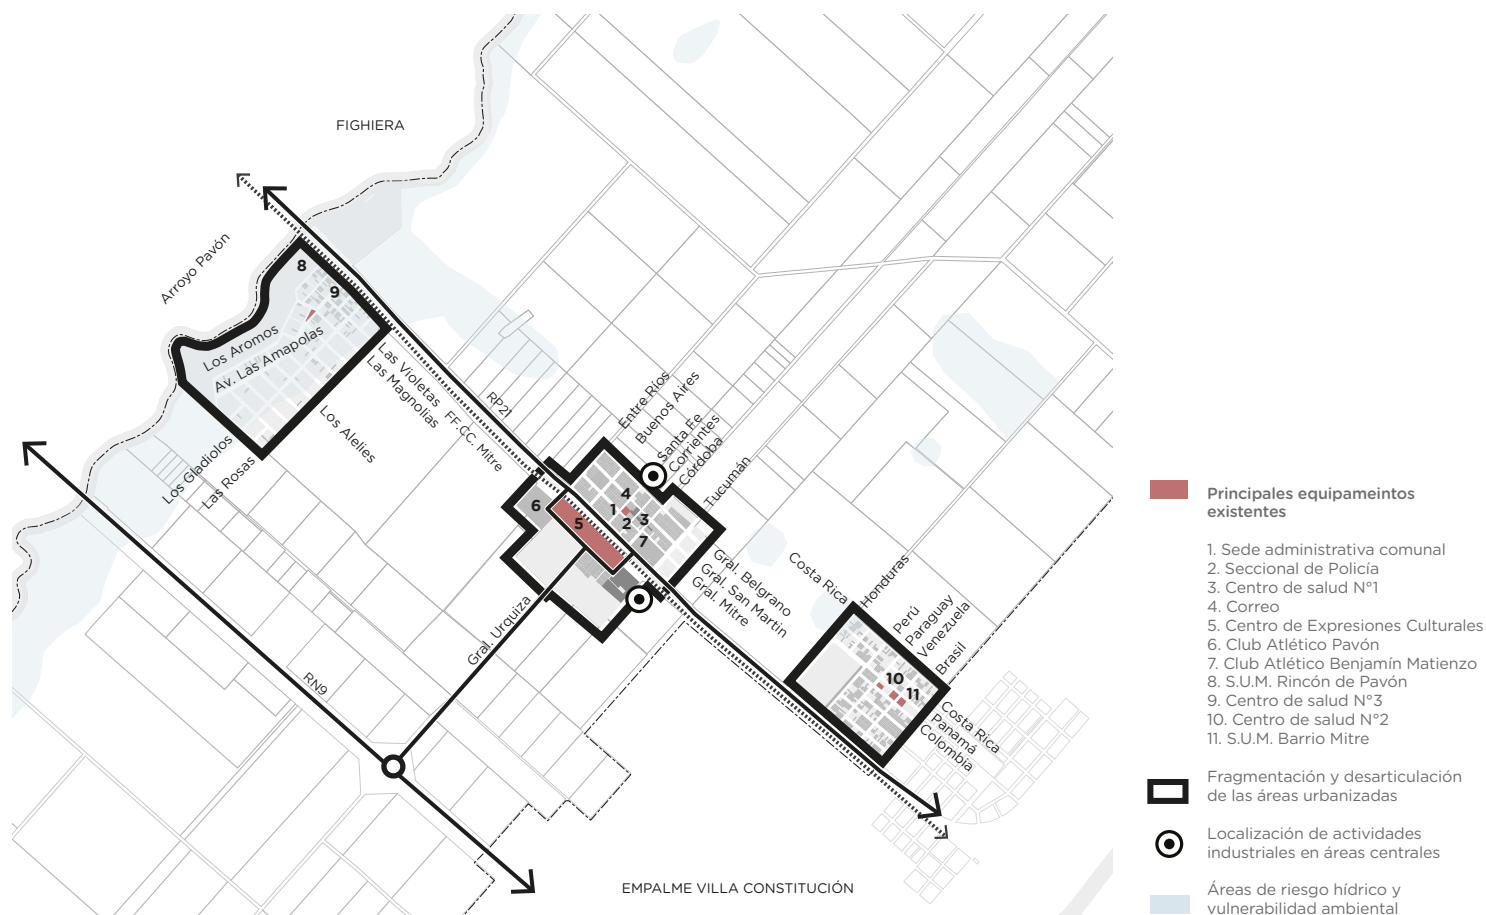 FIGHIERA
Arroyo Pavón
8
9
Los Aromos
Av. Las Amapolas
Las Violetas
Las Magnolias
FF.CC. Mitre
RP21
Los Alelíes
Los Gladiolos
Las Rosas
Entre Ríos
Buenos Aires
Santa Fe
Corrientes
Córdoba
Tucumán
6
5
4
1
2
3
7
Gral. Belgrano
Gral. San Martin
Gral. Mitre
Gral. Urquiza
RN9
Costa Rica
Honduras
Perú
Paraguay
Venezuela
Brasil
10
11
Costa Rica
Panamá
Colombia
EMPALME VILLA CONSTITUCIÓN
Principales equipameintos
existentes
1. Sede administrativa comunal
2. Seccional de Policía
3. Centro de salud N°1
4. Correo
5. Centro de Expresiones Culturales
6. Club Atlético Pavón
7. Club Atlético Benjamín Matienzo
8. S.U.M. Rincón de Pavón
9. Centro de salud N°3
10. Centro de salud N°2
11. S.U.M. Barrio Mitre
Fragmentación y desarticulación
de las áreas urbanizadas
Localización de actividades
industriales en áreas centrales
Áreas de riesgo hídrico y
vulnerabilidad ambiental